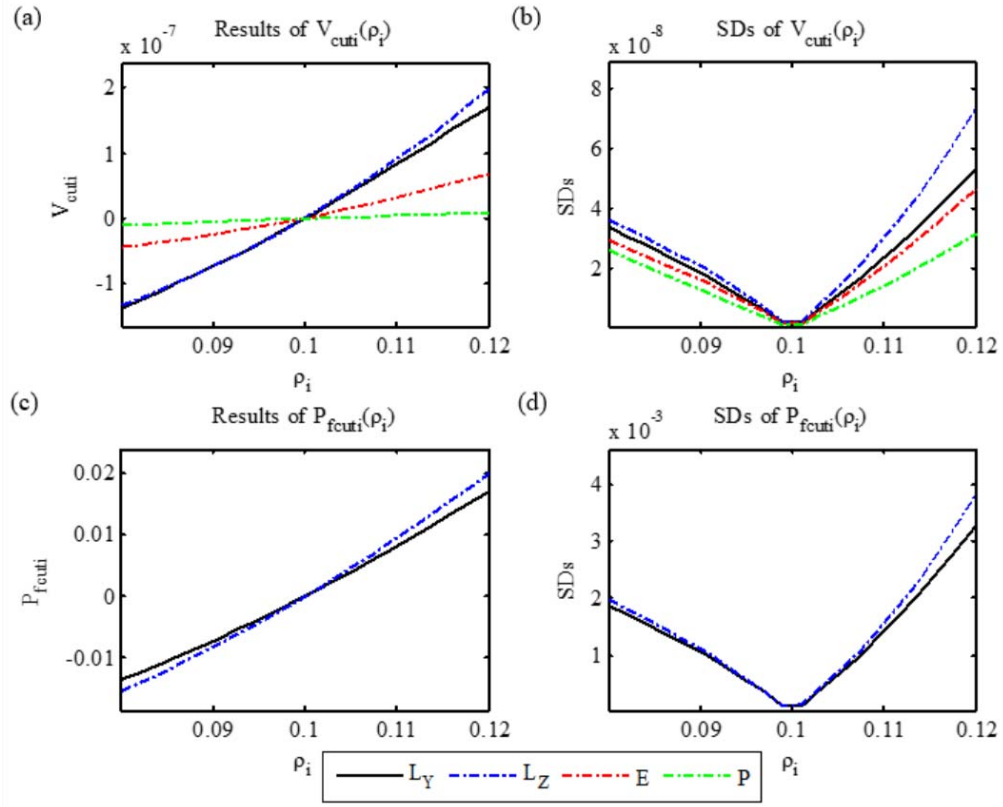 (a)
Results of V_cuti(ρ_i)
x 10^-7
2
1
0
-1
V_cuti
0.09 0.1 0.11 0.12
ρ_i
(b)
SDs of V_cuti(ρ_i)
x 10^-8
8
6
4
2
SDs
0.09 0.1 0.11 0.12
ρ_i
(c)
Results of P_fcuti(ρ_i)
0.02
0.01
0
-0.01
P_fcuti
0.09 0.1 0.11 0.12
ρ_i
(d)
SDs of P_fcuti(ρ_i)
x 10^-3
4
3
2
1
SDs
0.09 0.1 0.11 0.12
ρ_i
L_Y L_Z E P